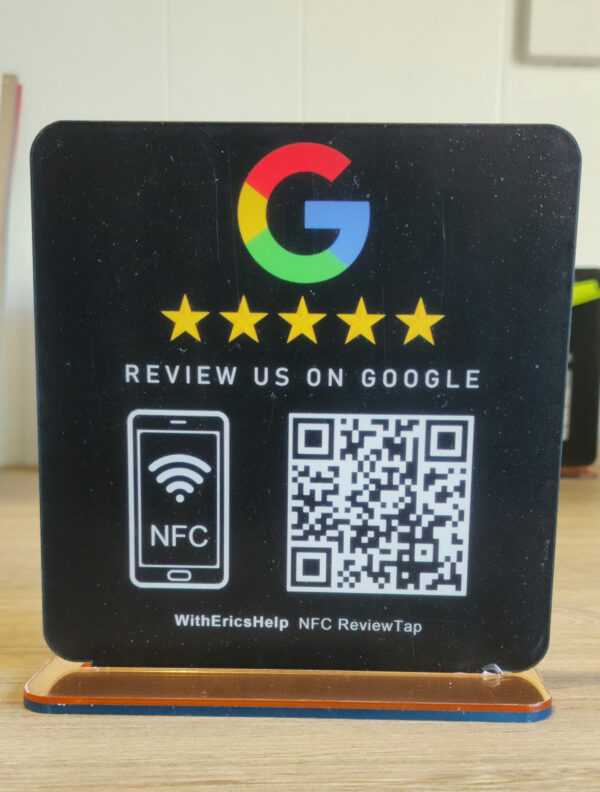 G
REVIEW US ON GOOGLE
NFC
WithEricsHelp NFC ReviewTap